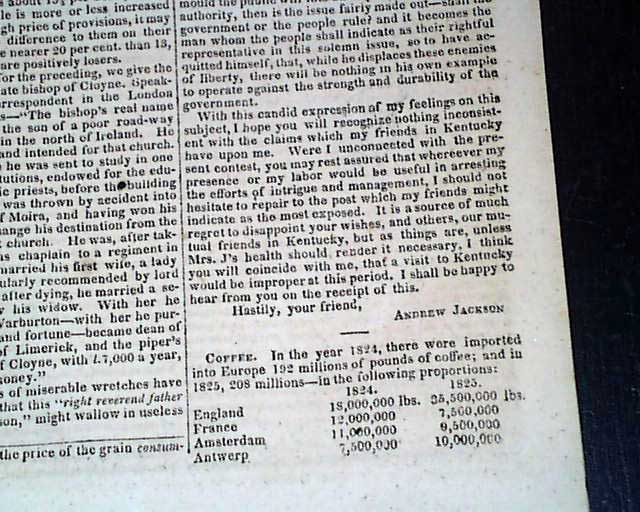 le is more or less increased
gh price of provisions, it may
difference to them on their
e nearer 20 per cent. than 13,
are positively losers.
for the preceding, we give the
ate bishop of Cloyne. Speak-
rrespondent in the London
s—"The bishop's real name
the son of a poor road-way
in the north of Ireland. He
and intended for that church.
he was sent to study in one
tutions, endowed for the edu-
ic priests, before the building
was thrown by accident into
f Moira, and having won his
hange his destination from the
church. He was, after tak-
as chaplain to a regiment in
married his first wife, a lady
ularly recommended by lord
after dying, he married a se-
y his widow. With her he
Warburton—with her he pur-
and fortune—became dean of
of Limerick, and the piper's
Cloyne, with l.7,000 a year,
oney."
s of miserable wretches have
that this "right reverend father
son," might wallow in useless
the price of the grain consum-
authority, then is the issue fairly made out—shall the
government or the people rule? and it becomes the
man whom the people shall indicate as their rightful
representative in this solemn issue, so to have ac-
quitted himself, that, while he displaces these enemies
of liberty, there will be nothing in his own example
to operate against the strength and durability of the
government.
With this candid expression of my feelings on this
subject, I hope you will recognize nothing inconsist-
ent with the claims which my friends in Kentucky
have upon me. Were I unconnected with the pre-
sent contest, you may rest assured that wherever my
presence or my labor would be useful in arresting
the efforts of intrigue and management, I should not
hesitate to repair to the post which my friends might
indicate as the most exposed. It is a source of much
regret to disappoint your wishes, and others, our mu-
tual friends in Kentucky, but as things are, unless
Mrs. J's health should render it necessary, I think
you will coincide with me, that a visit to Kentucky
would be improper at this period. I shall be happy to
hear from you on the receipt of this.
Hastily, your friend,
ANDREW JACKSON
COFFEE. In the year 1824, there were imported
into Europe 192 millions of pounds of coffee; and in
1825, 208 millions—in the following proportions:
1824. 1825.
England 18,000,000 lbs. 25,500,000 lbs.
France 12,000,000 7,500,000
Amsterdam 11,000,000 9,500,000
Antwerp 7,500,000 10,000,000